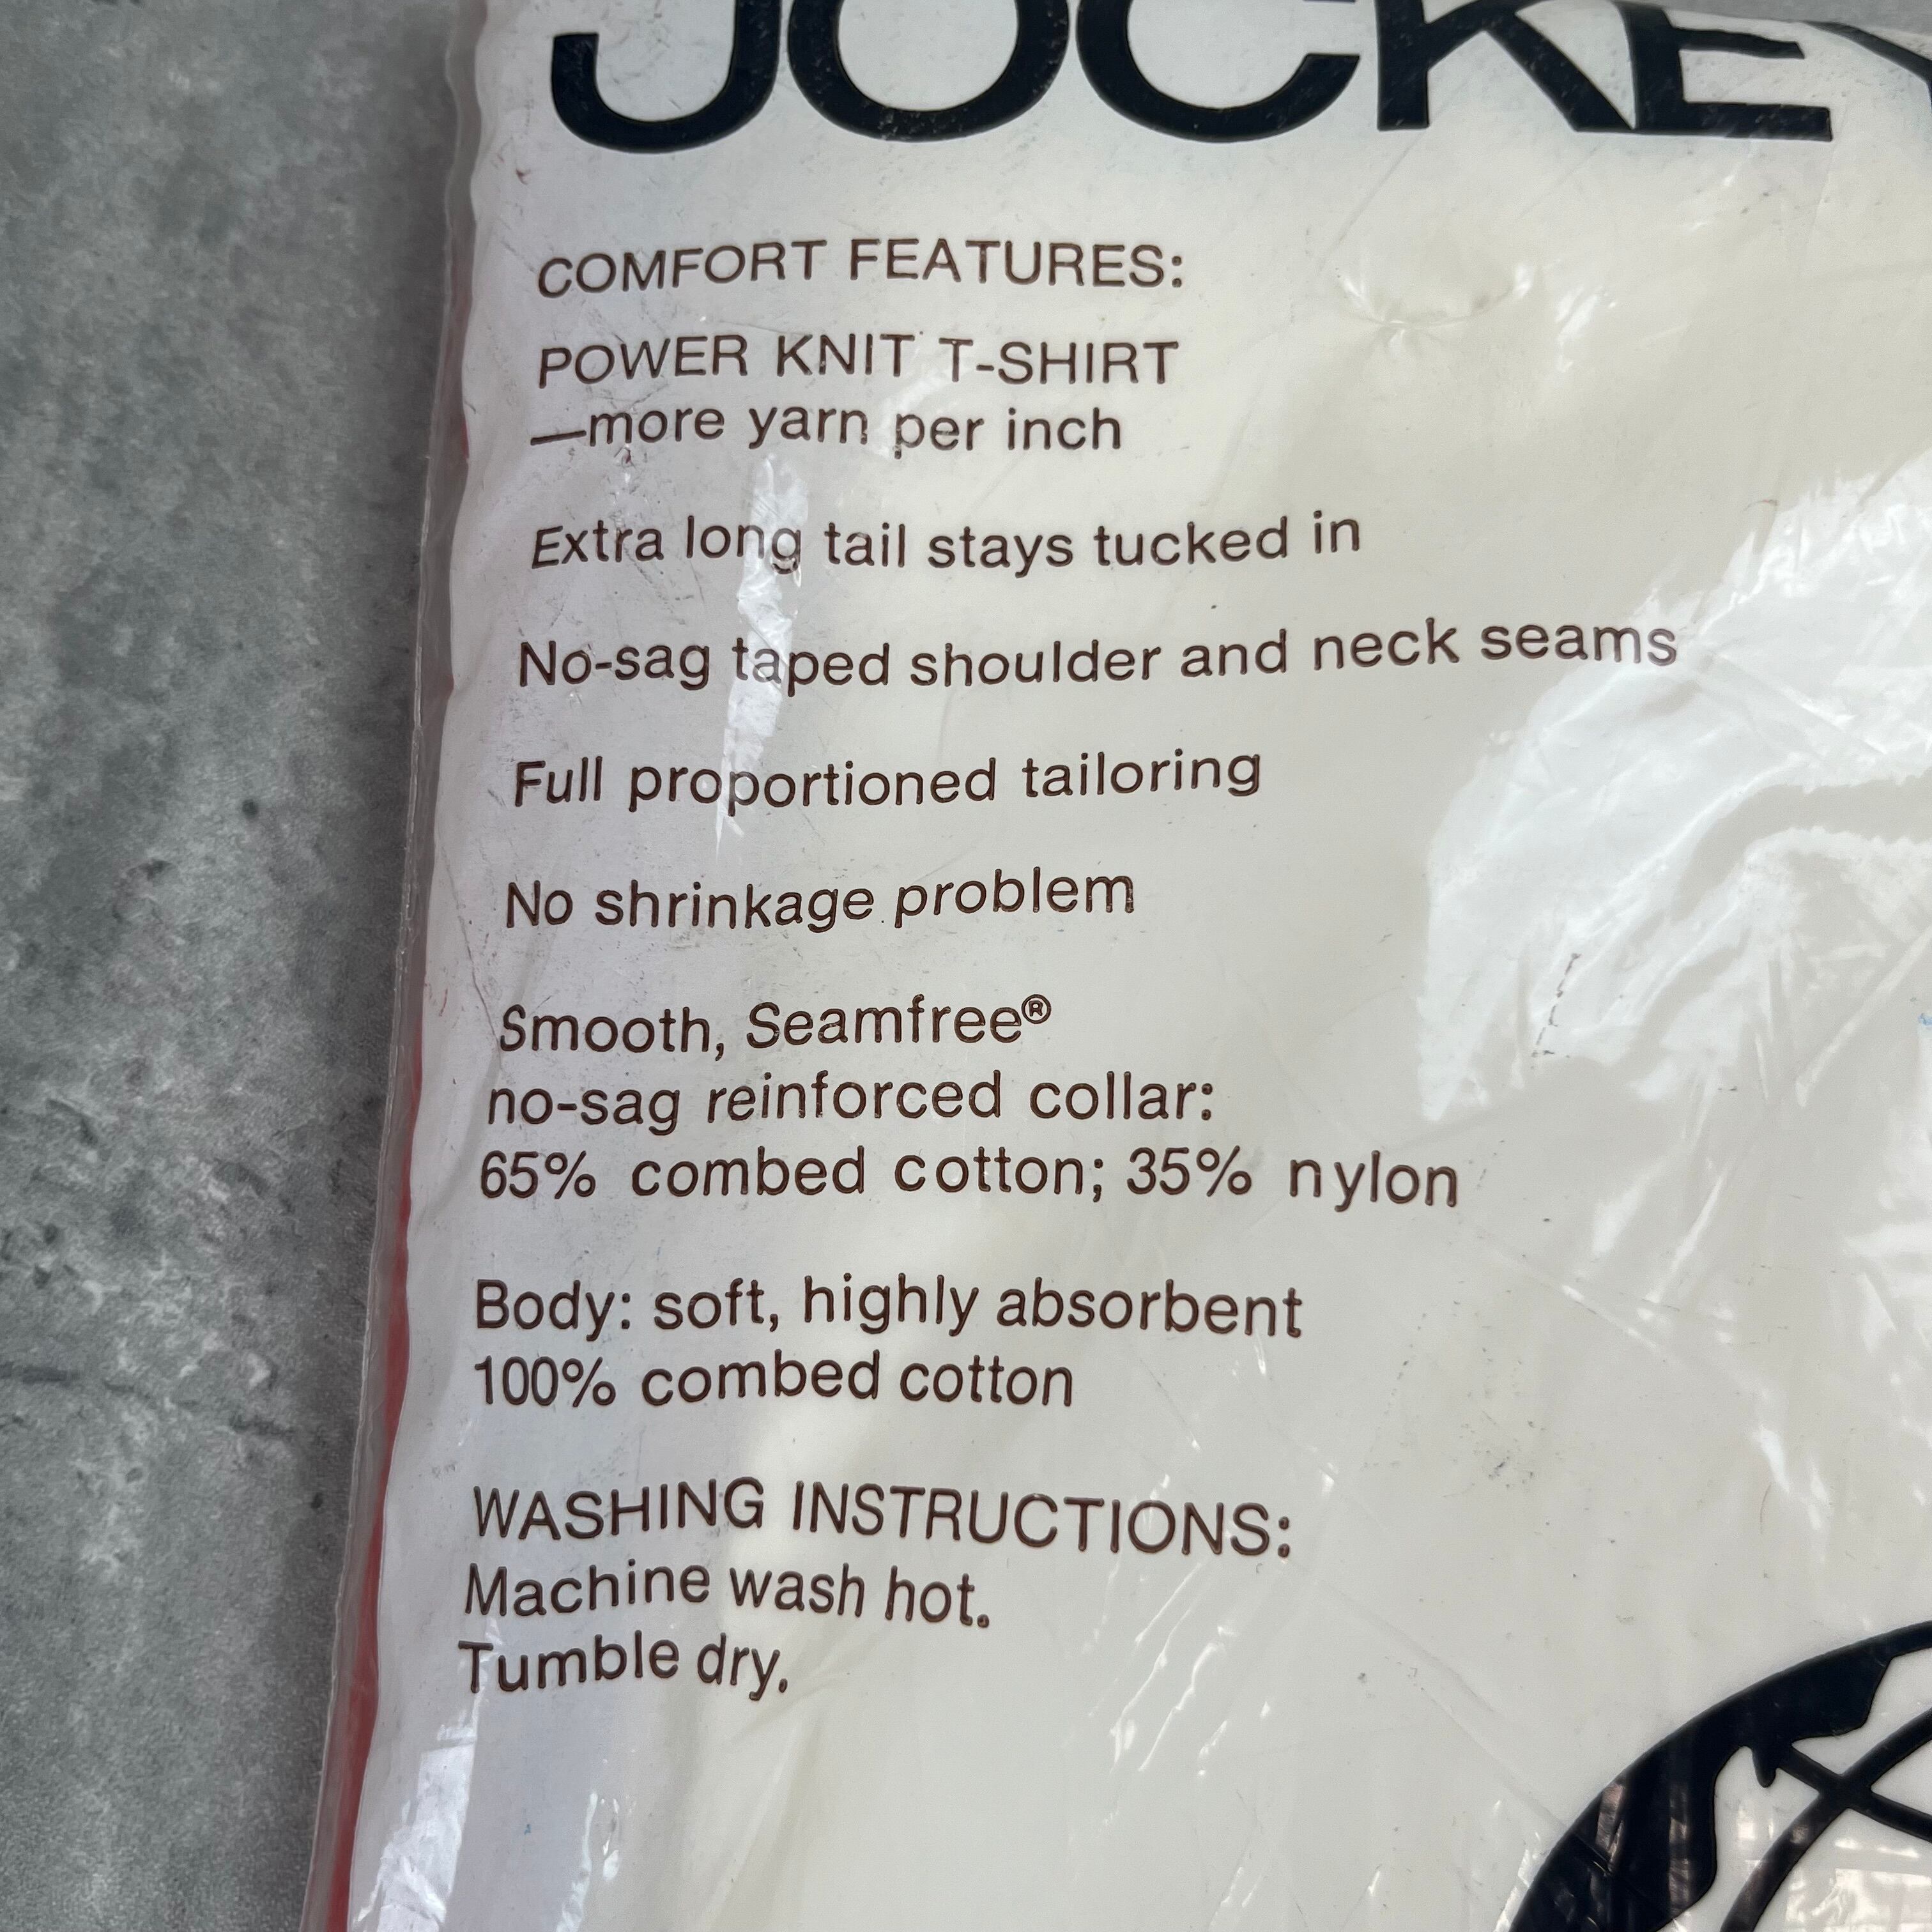 JOCKEY
COMFORT FEATURES:
POWER KNIT T-SHIRT
—more yarn per inch
Extra long tail stays tucked in
No-sag taped shoulder and neck seams
Full proportioned tailoring
No shrinkage problem
Smooth, Seamfree®
no-sag reinforced collar:
65% combed cotton; 35% nylon
Body: soft, highly absorbent
100% combed cotton
WASHING INSTRUCTIONS:
Machine wash hot.
Tumble dry.